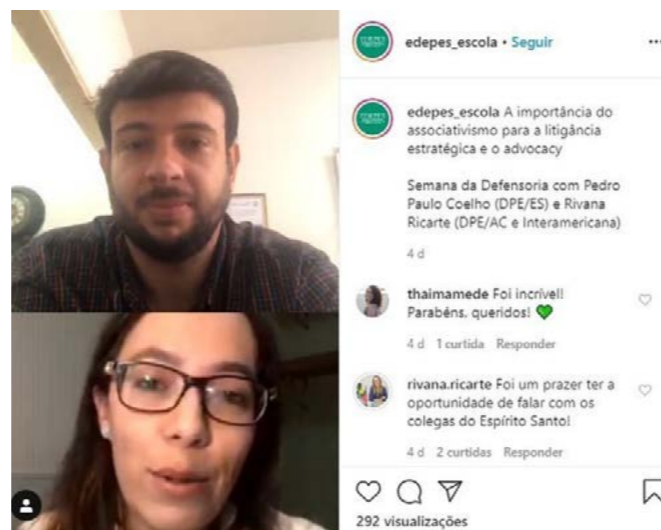 edepes_escola • Seguir
edepes_escola A importância do
associativismo para a litigância
estratégica e o advocacy
Semana da Defensoria com Pedro
Paulo Coelho (DPE/ES) e Rivana
Ricarte (DPE/AC e Interamericana)
4 d
thaimamede Foi incrível!
Parabéns, queridos! 💚
4 d 1 curtida Responder
rivana.ricarte Foi um prazer ter a
oportunidade de falar com os
colegas do Espírito Santo!
4 d 2 curtidas Responder
292 visualizações